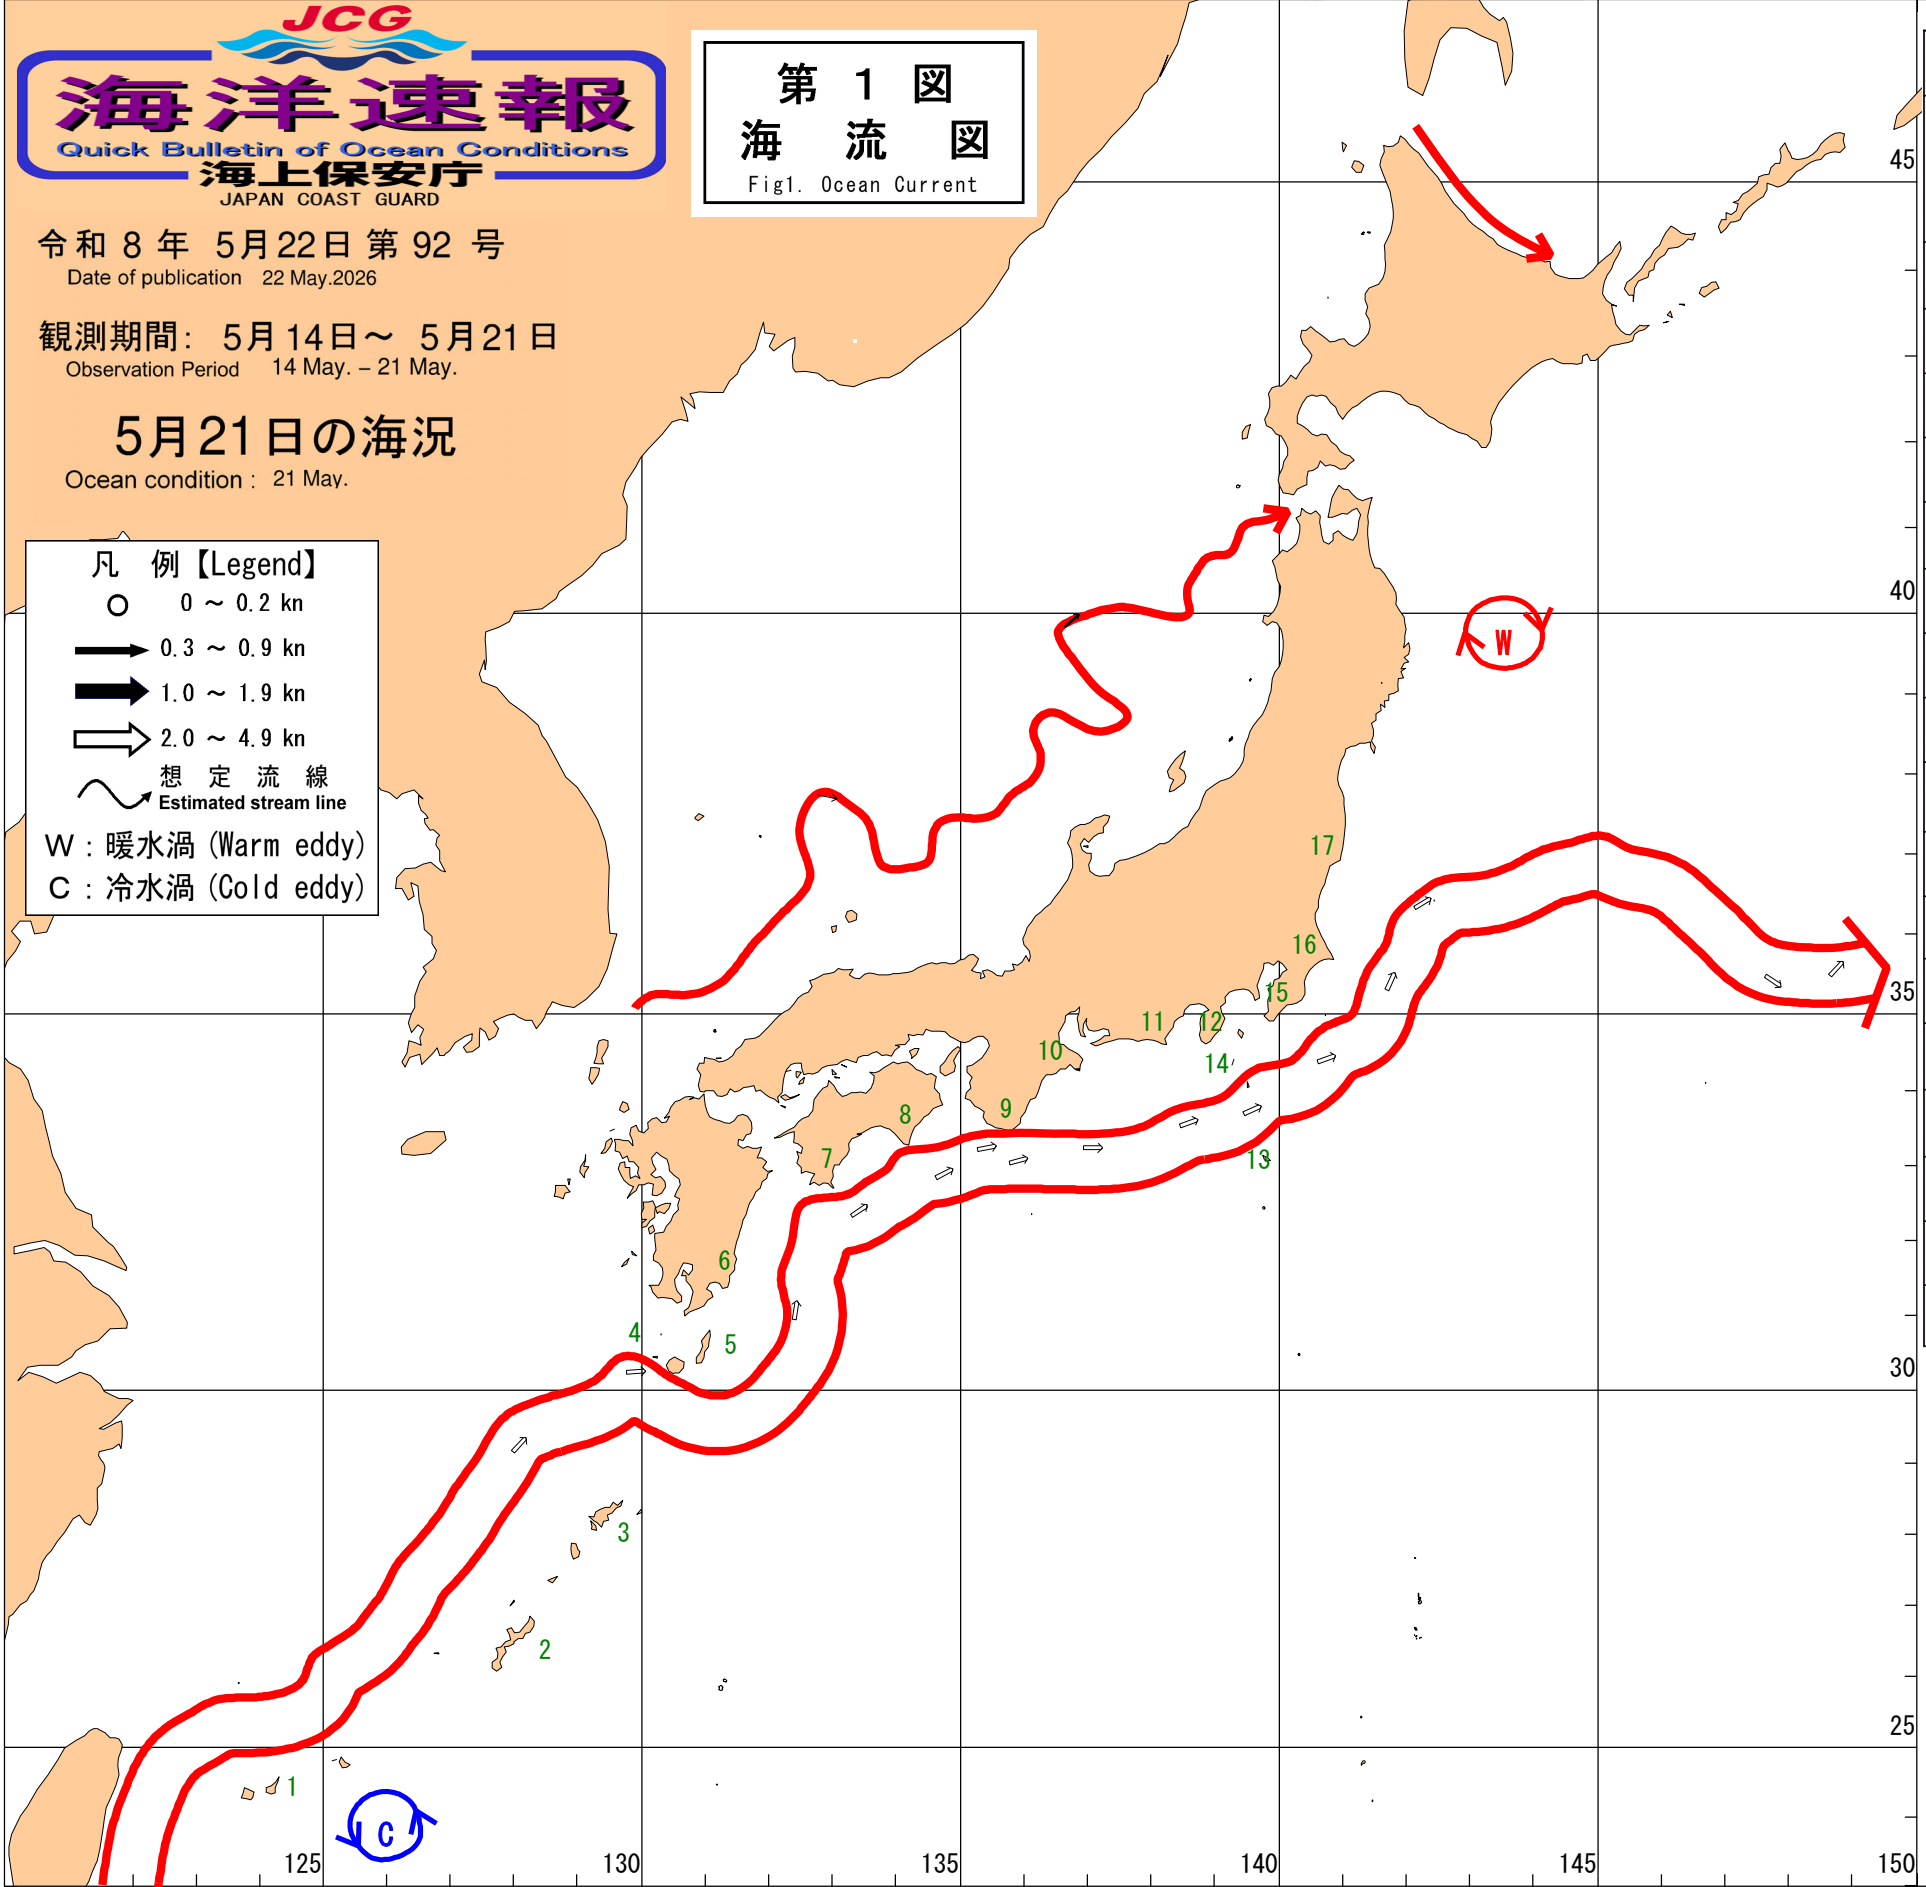 JCG
海洋速報
Quick Bulletin of Ocean Conditions
海上保安庁
JAPAN COAST GUARD
令和 8 年 5月22日 第 92 号
Date of publication 22 May.2026
観測期間： 5月14日～ 5月21日
Observation Period 14 May. – 21 May.
5月21日の海況
Ocean condition : 21 May.
第 1 図
海 流 図
Fig1. Ocean Current
凡 例【Legend】
0 ～ 0.2 kn
0.3 ～ 0.9 kn
1.0 ～ 1.9 kn
2.0 ～ 4.9 kn
想 定 流 線
Estimated stream line
W : 暖水渦 (Warm eddy)
C : 冷水渦 (Cold eddy)
45
40
W
17
16
35
15
11
12
10
14
9
8
7
13
6
4
5
30
3
2
25
1
C
125
130
135
140
145
150